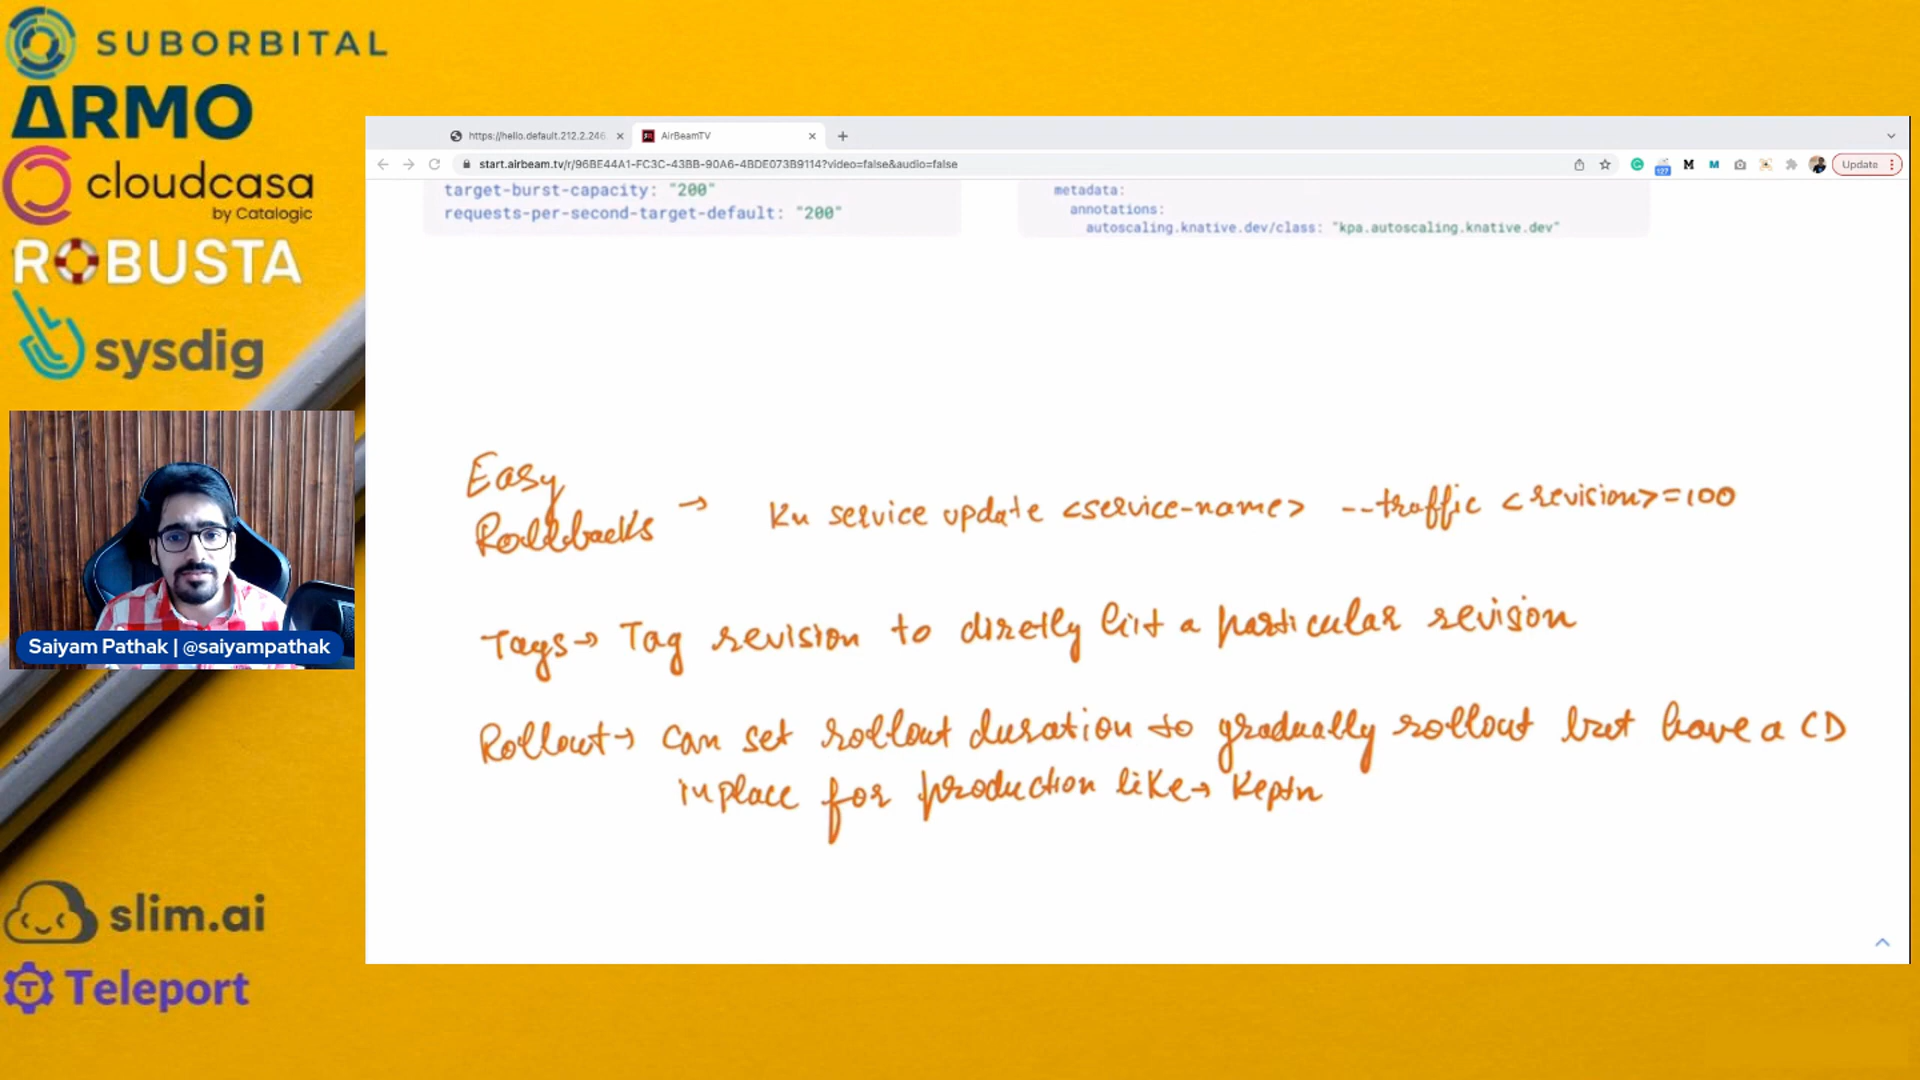 SUBORBITAL
ARMO
cloudcasa
by Catalogic
ROBUSTA
sysdig
Saiyam Pathak | @saiyampathak
slim.ai
Teleport
https://hello.default.212.2.246.
AirBeamTV
start.airbeam.tv/r/96BE44A1-FC3C-43BB-90A6-4BDE073B9114?video=false&audio=false
127
M
M
Update
target-burst-capacity: "200"
requests-per-second-target-default: "200"
metadata:
annotations:
autoscaling.knative.dev/class: "kpa.autoscaling.knative.dev"
Easy
Rollbacks → kn service update <service-name> --traffic <revision>=100
Tags → Tag revision to diretly hit a particular revision
Rollout → can set rollout duration to gradually rollout but have a CD
inplace for production like → Keptn